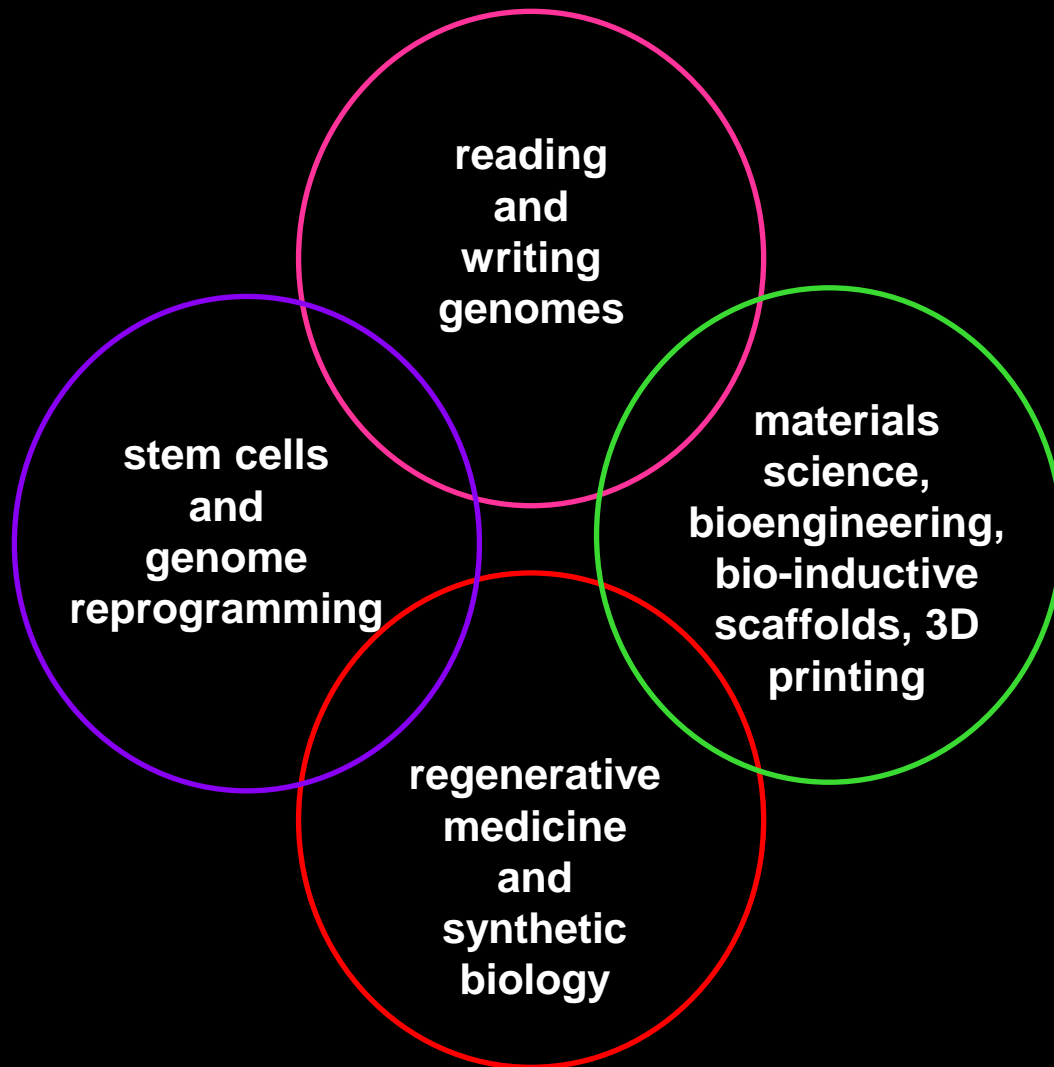 reading
and
writing
genomes
stem cells
and
genome
reprogramming
materials
science,
bioengineering,
bio-inductive
scaffolds, 3D
printing
regenerative
medicine
and
synthetic
biology